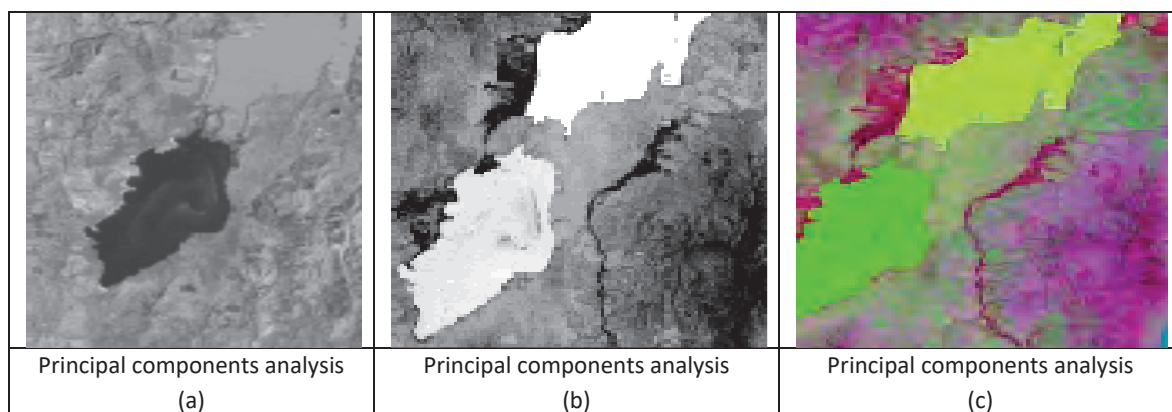 Principal components analysis
(a)
Principal components analysis
(b)
Principal components analysis
(c)